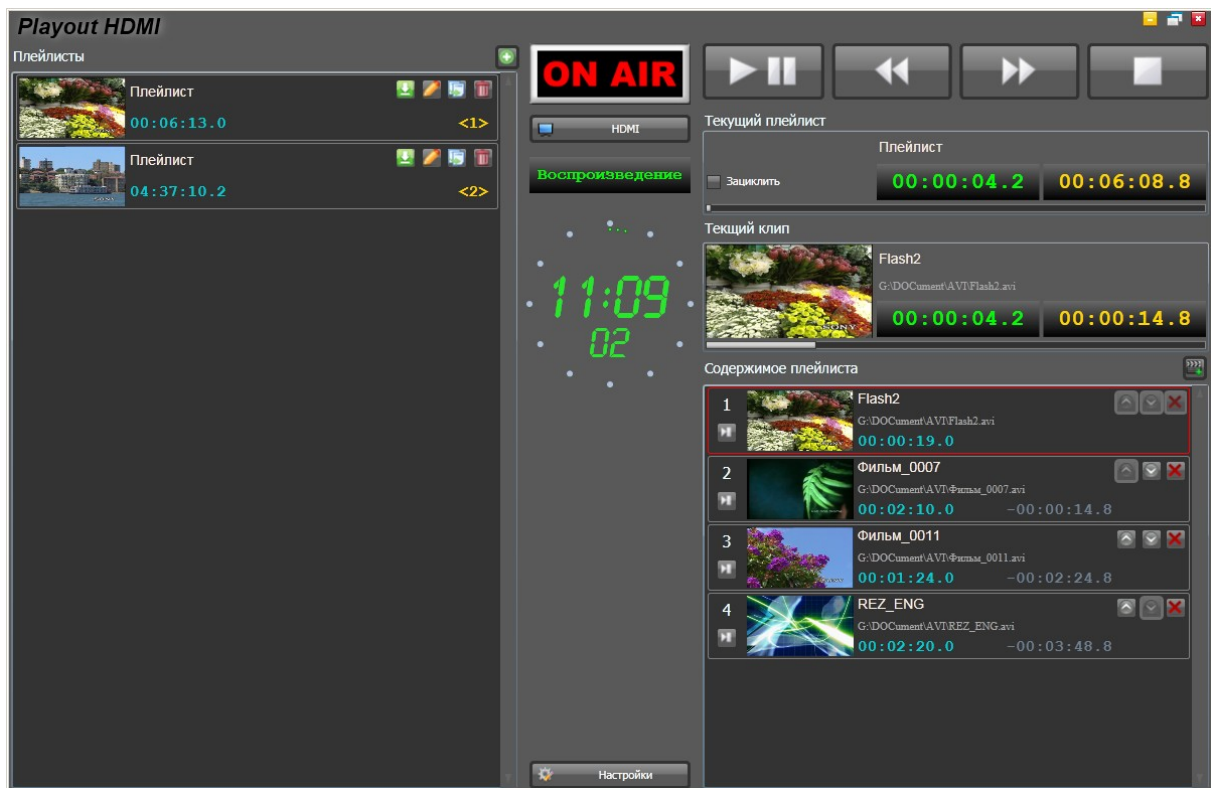 Playout HDMI
Плейлисты
Плейлист
00:06:13.0
<1>
Плейлист
04:37:10.2
<2>
ON AIR
HDMI
Воспроизведение
11:09
02
Настройки
Текущий плейлист
Плейлист
Зациклить
00:00:04.2
00:06:08.8
Текщий клип
Flash2
G:\DOCument\AVI\Flash2.avi
00:00:04.2
00:00:14.8
SONY
Содержимое плейлиста
1
Flash2
G:\DOCument\AVI\Flash2.avi
00:00:19.0
2
Фильм_0007
G:\DOCument\AVI\Фильм_0007.avi
00:02:10.0
-00:00:14.8
3
Фильм_0011
G:\DOCument\AVI\Фильм_0011.avi
00:01:24.0
-00:02:24.8
4
REZ_ENG
G:\DOCument\AVI\REZ_ENG.avi
00:02:20.0
-00:03:48.8